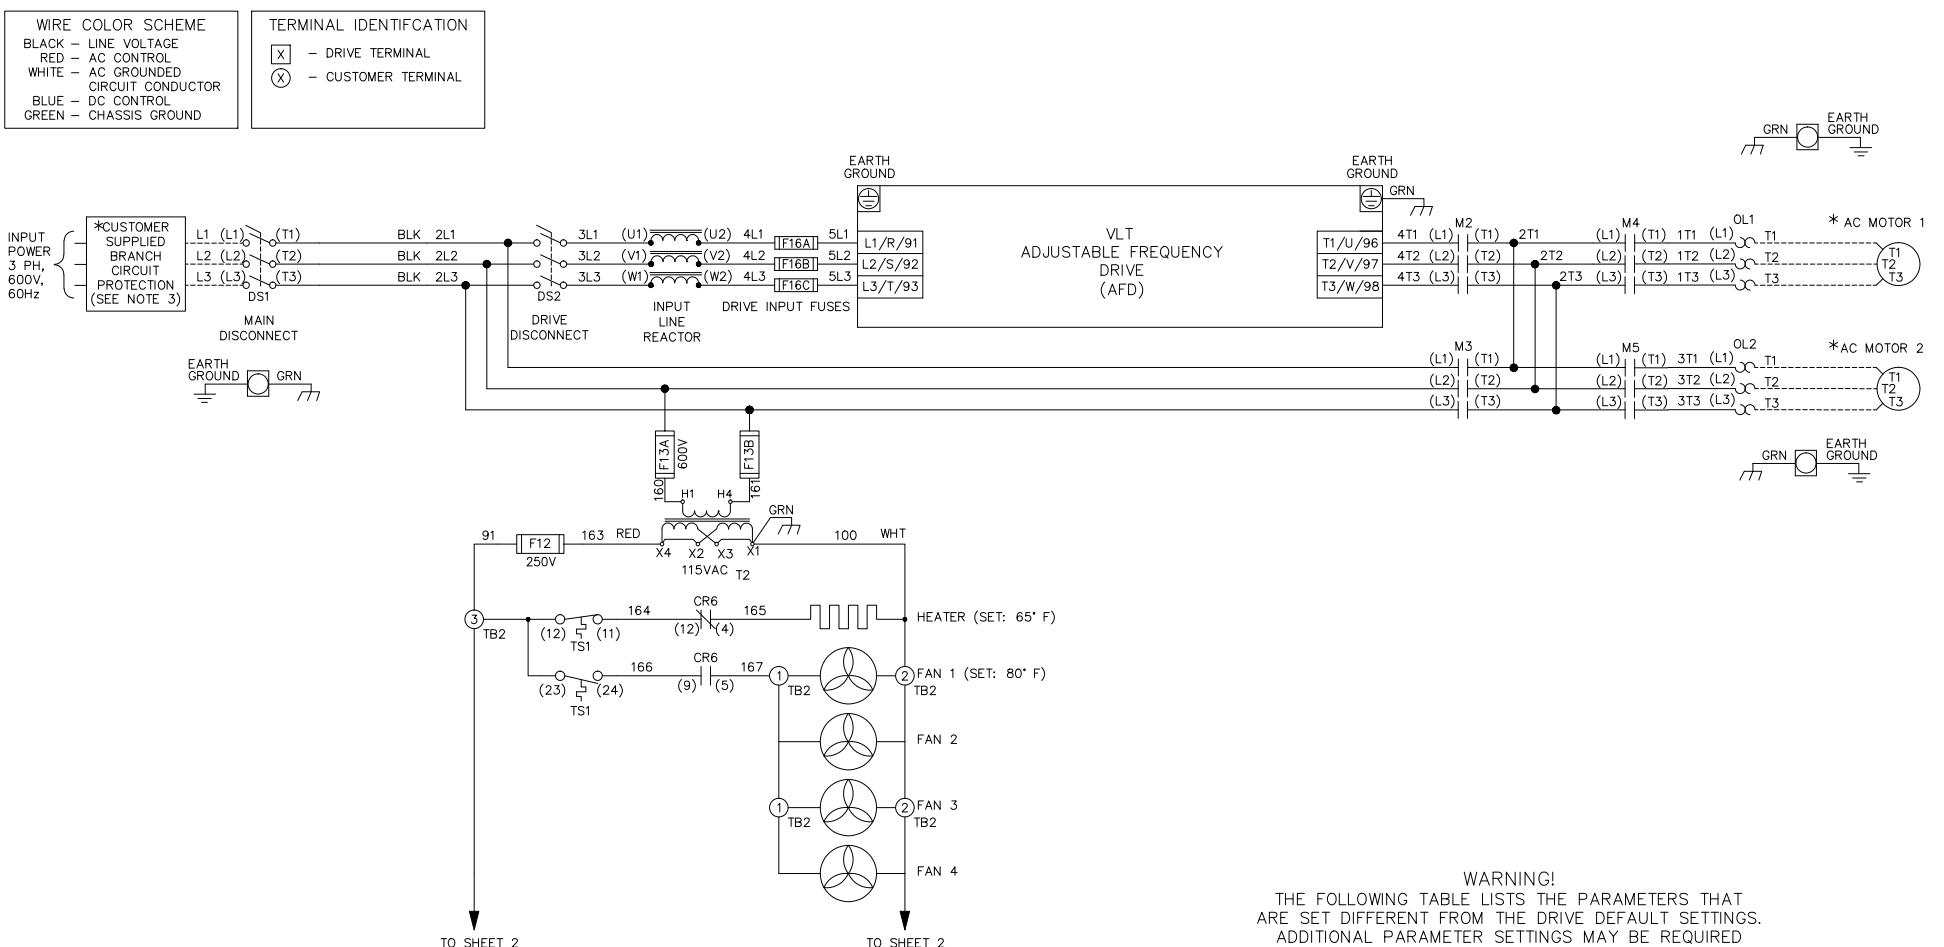 WIRE COLOR SCHEME
BLACK – LINE VOLTAGE
RED – AC CONTROL
WHITE – AC GROUNDED
CIRCUIT CONDUCTOR
BLUE – DC CONTROL
GREEN – CHASSIS GROUND
TERMINAL IDENTIFCATION
X – DRIVE TERMINAL
X – CUSTOMER TERMINAL
GRN
EARTH
GROUND
INPUT
POWER
3 PH,
600V,
60Hz
*CUSTOMER
SUPPLIED
BRANCH
CIRCUIT
PROTECTION
(SEE NOTE 3)
L1 (L1) (T1) BLK 2L1 3L1 (U1) (U2) 4L1 F16A 5L1 L1/R/91
L2 (L2) (T2) BLK 2L2 3L2 (V1) (V2) 4L2 F16B 5L2 L2/S/92
L3 (L3) (T3) BLK 2L3 3L3 (W1) (W2) 4L3 F16C 5L3 L3/T/93
DS1
MAIN
DISCONNECT
DS2
DRIVE
DISCONNECT
INPUT
LINE
REACTOR
DRIVE INPUT FUSES
EARTH
GROUND
VLT
ADJUSTABLE FREQUENCY
DRIVE
(AFD)
EARTH
GROUND
GRN
M2 M4 OL1 * AC MOTOR 1
T1/U/96 4T1 (L1) (T1) 2T1 (L1) (T1) 1T1 (L1) T1 T1
T2/V/97 4T2 (L2) (T2) 2T2 (L2) (T2) 1T2 (L2) T2 T2
T3/W/98 4T3 (L3) (T3) 2T3 (L3) (T3) 1T3 (L3) T3 T3
M3 M5 OL2 *AC MOTOR 2
(L1) (T1) (L1) (T1) 3T1 (L1) T1 T1
(L2) (T2) (L2) (T2) 3T2 (L2) T2 T2
(L3) (T3) (L3) (T3) 3T3 (L3) T3 T3
EARTH
GROUND GRN
GRN
EARTH
GROUND
F13A
600V
F13B
160
161
H1 H4
GRN
91 F12 163 RED
250V
X4 X2 X3 X1
115VAC T2
100 WHT
3
TB2
(12) (11)
TS1
164
CR6
(12) (4)
165
HEATER (SET: 65° F)
(23) (24)
TS1
166
CR6
(9) (5)
167
1
TB2
2
TB2
FAN 1 (SET: 80° F)
FAN 2
1
TB2
2
TB2
FAN 3
FAN 4
TO SHEET 2
TO SHEET 2
WARNING!
THE FOLLOWING TABLE LISTS THE PARAMETERS THAT
ARE SET DIFFERENT FROM THE DRIVE DEFAULT SETTINGS.
ADDITIONAL PARAMETER SETTINGS MAY BE REQUIRED